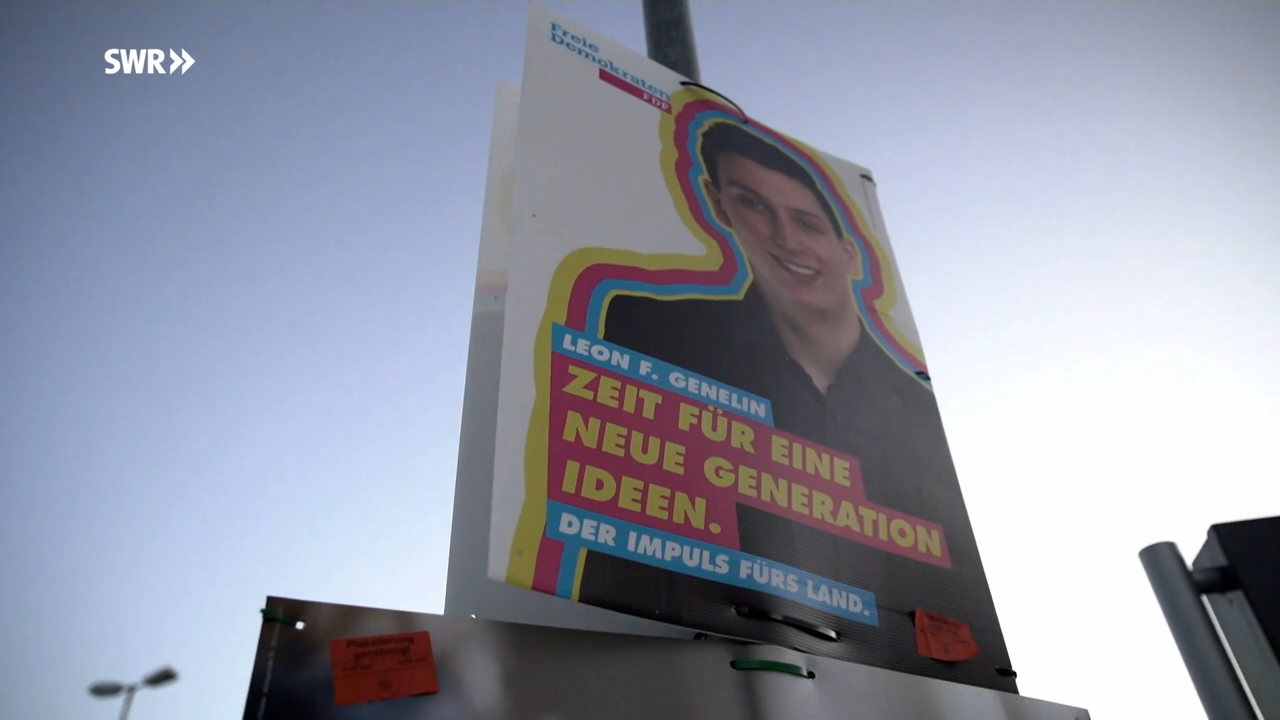 SWR
Freie
Demokraten
FDP
LEON F. GENELIN
ZEIT FÜR EINE
NEUE GENERATION
IDEEN.
DER IMPULS FÜRS LAND.
Plakatierung
genehmigt